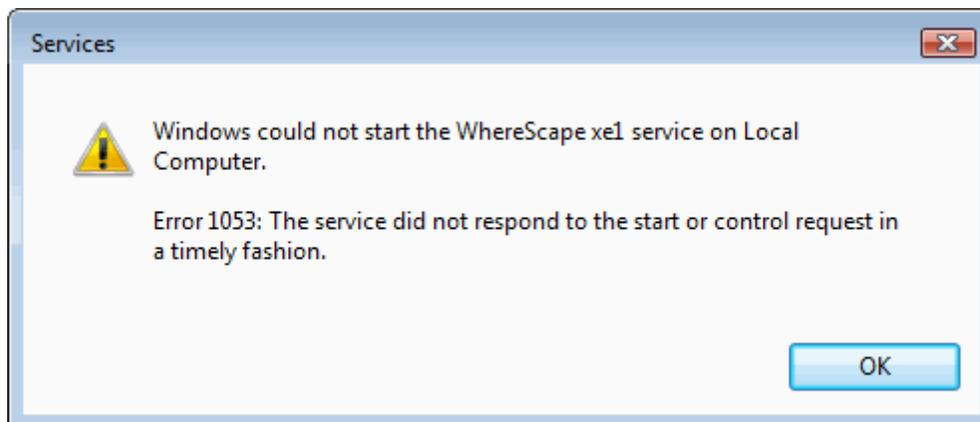 Services
Windows could not start the WhereScape xe1 service on Local
Computer.
Error 1053: The service did not respond to the start or control request in
a timely fashion.
OK